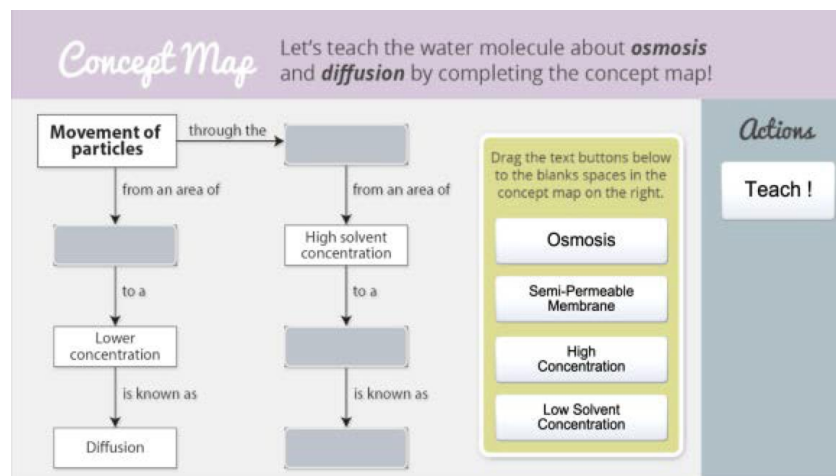 Concept Map
Let's teach the water molecule about osmosis
and diffusion by completing the concept map!
Movement of
particles
through the
from an area of
from an area of
High solvent
concentration
to a
to a
Lower
concentration
is known as
is known as
Diffusion
Drag the text buttons below
to the blanks spaces in the
concept map on the right.
Osmosis
Semi-Permeable
Membrane
High
Concentration
Low Solvent
Concentration
Actions
Teach !